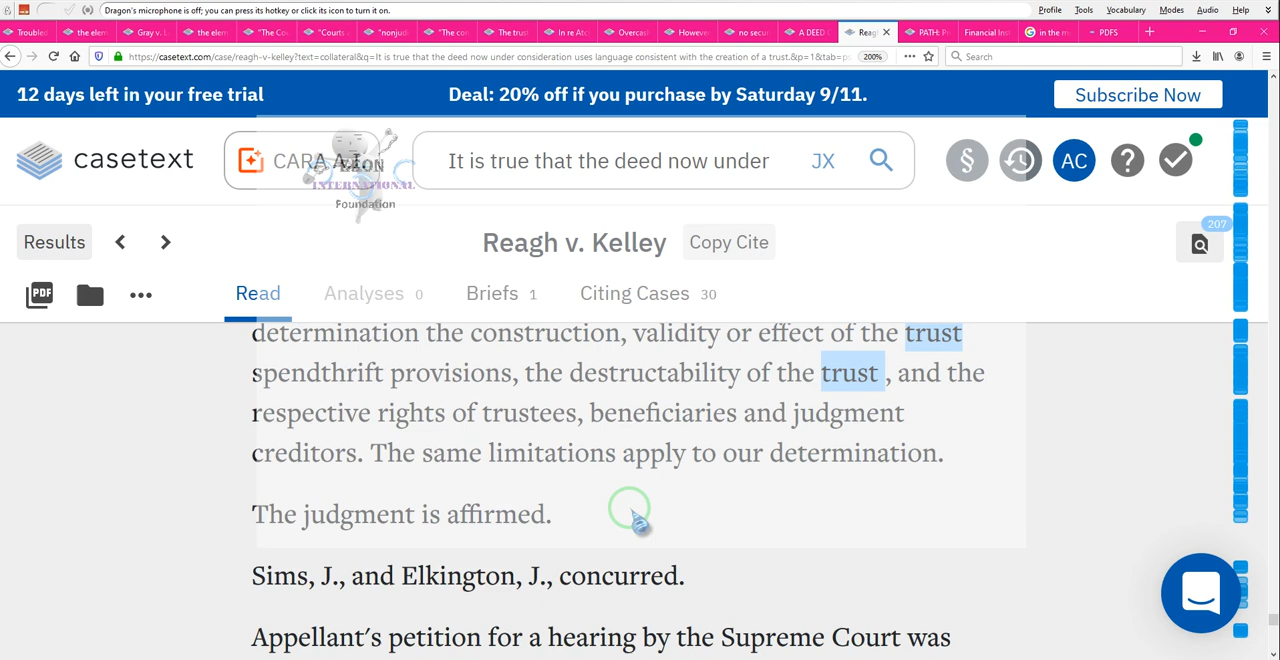 Dragon's microphone is off; you can press its hotkey or click its icon to turn it on.
Profile Tools Vocabulary Modes Audio Help
Troubled the elem Gray v. L the elem "The Co "Courts "nonjud "The con The trus In re Atc Overcas Howeve no secu A DEED Reag PATH: P Financial Inst in the m PDFS
https://casetext.com/case/reagh-v-kelley?text=collateral&q=It is true that the deed now under consideration uses language consistent with the creation of a trust.&p=1&tab=
200%
Search
12 days left in your free trial
Deal: 20% off if you purchase by Saturday 9/11.
Subscribe Now
casetext
CARA A.I.
It is true that the deed now under
JX
§
AC
?
INTERNATIONAL
Foundation
Results
Reagh v. Kelley
Copy Cite
207
PDF
Read
Analyses 0
Briefs 1
Citing Cases 30
determination the construction, validity or effect of the trust
spendthrift provisions, the destructability of the trust , and the
respective rights of trustees, beneficiaries and judgment
creditors. The same limitations apply to our determination.
The judgment is affirmed.
Sims, J., and Elkington, J., concurred.
Appellant's petition for a hearing by the Supreme Court was